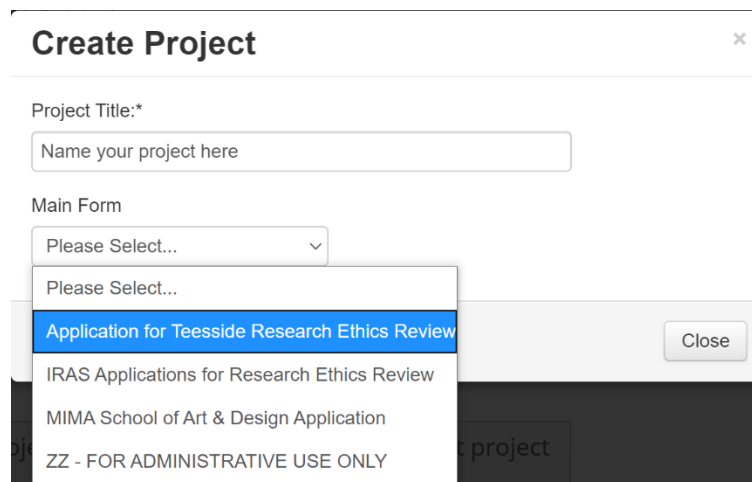 Create Project
×
Project Title:*
Name your project here
Main Form
Please Select...
Please Select...
Application for Teesside Research Ethics Review
Close
IRAS Applications for Research Ethics Review
MIMA School of Art & Design Application
t project
ZZ - FOR ADMINISTRATIVE USE ONLY